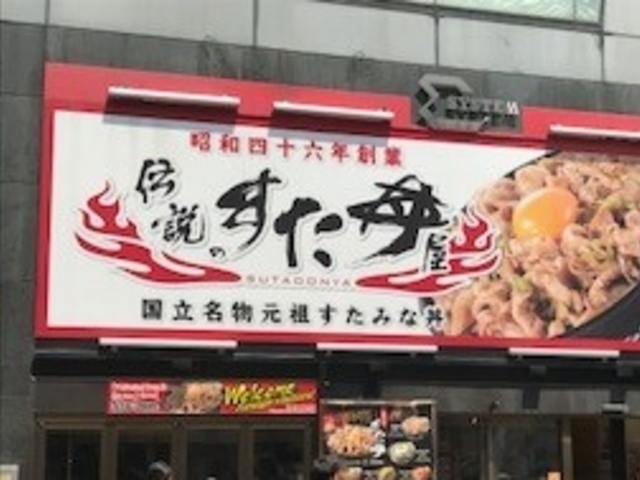 SYSTEM
昭和四十六年創業
伝説のすた丼屋
SUTADONYA
国立名物元祖すたみな丼
Welcome